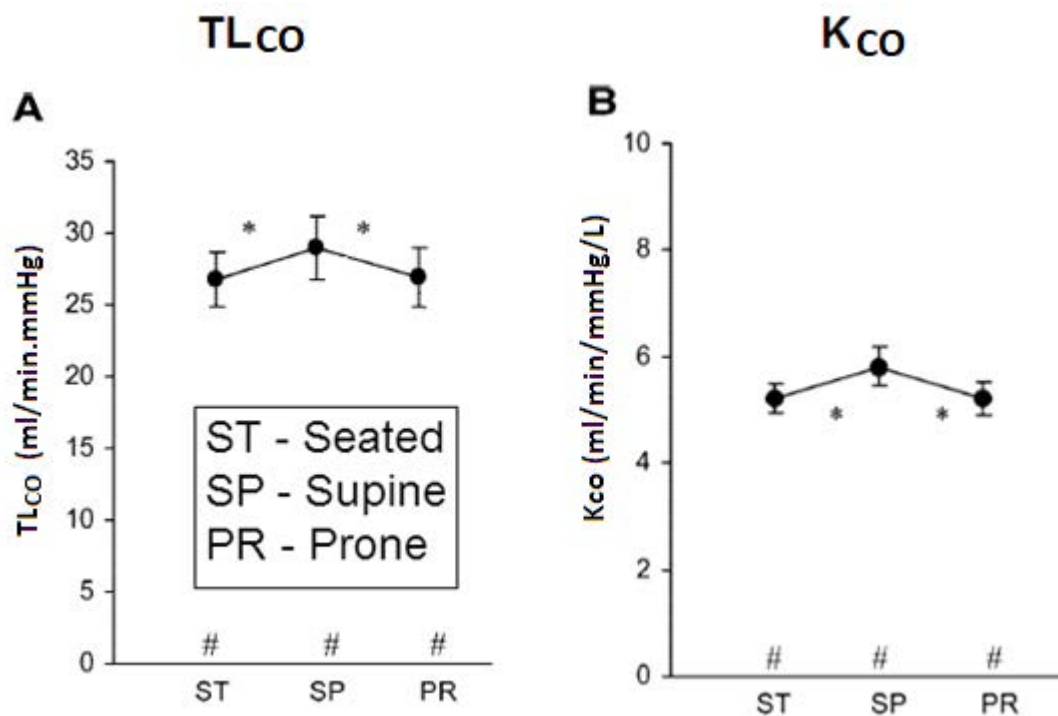 TLCO
KCO
A
B
TLCO (ml/min.mmHg)
35
30
25
20
15
10
5
0
* *
ST - Seated
SP - Supine
PR - Prone
# # #
ST SP PR
Kco (ml/min/mmHg/L)
10
8
6
4
2
0
* *
# # #
ST SP PR